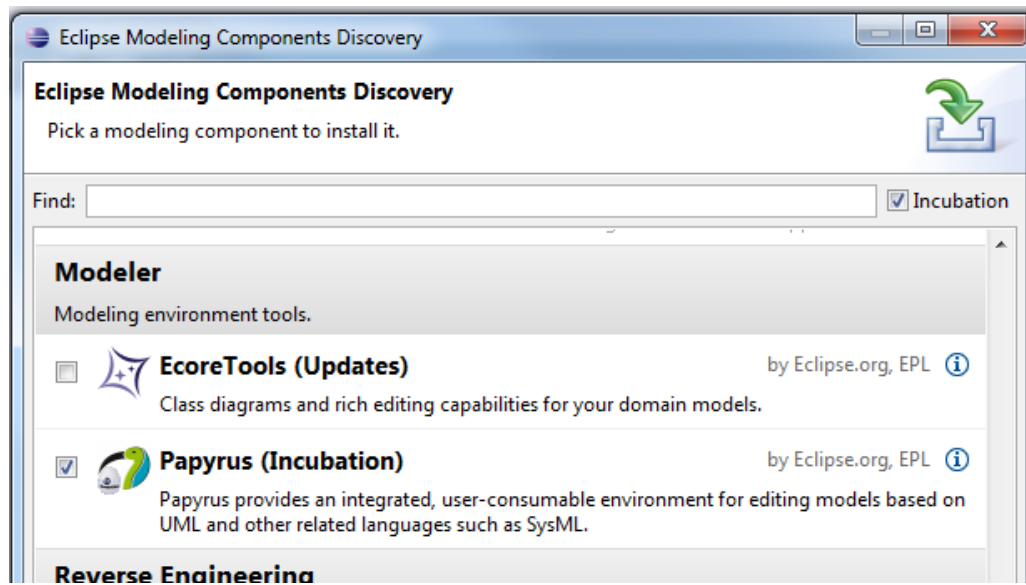 Eclipse Modeling Components Discovery
Eclipse Modeling Components Discovery
Pick a modeling component to install it.
Find:
Incubation
Modeler
Modeling environment tools.
EcoreTools (Updates)
by Eclipse.org, EPL
Class diagrams and rich editing capabilities for your domain models.
Papyrus (Incubation)
by Eclipse.org, EPL
Papyrus provides an integrated, user-consumable environment for editing models based on
UML and other related languages such as SysML.
Reverse Engineering